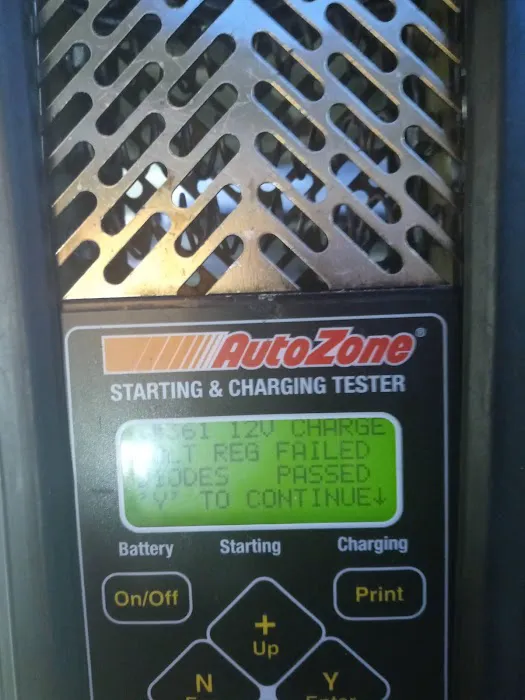 AutoZone®
STARTING & CHARGING TESTER
361 12V CHARGE
REG FAILED
DIODES PASSED
'Y' TO CONTINUE↓
Battery Starting Charging
On/Off
Print
+
Up
N
Y